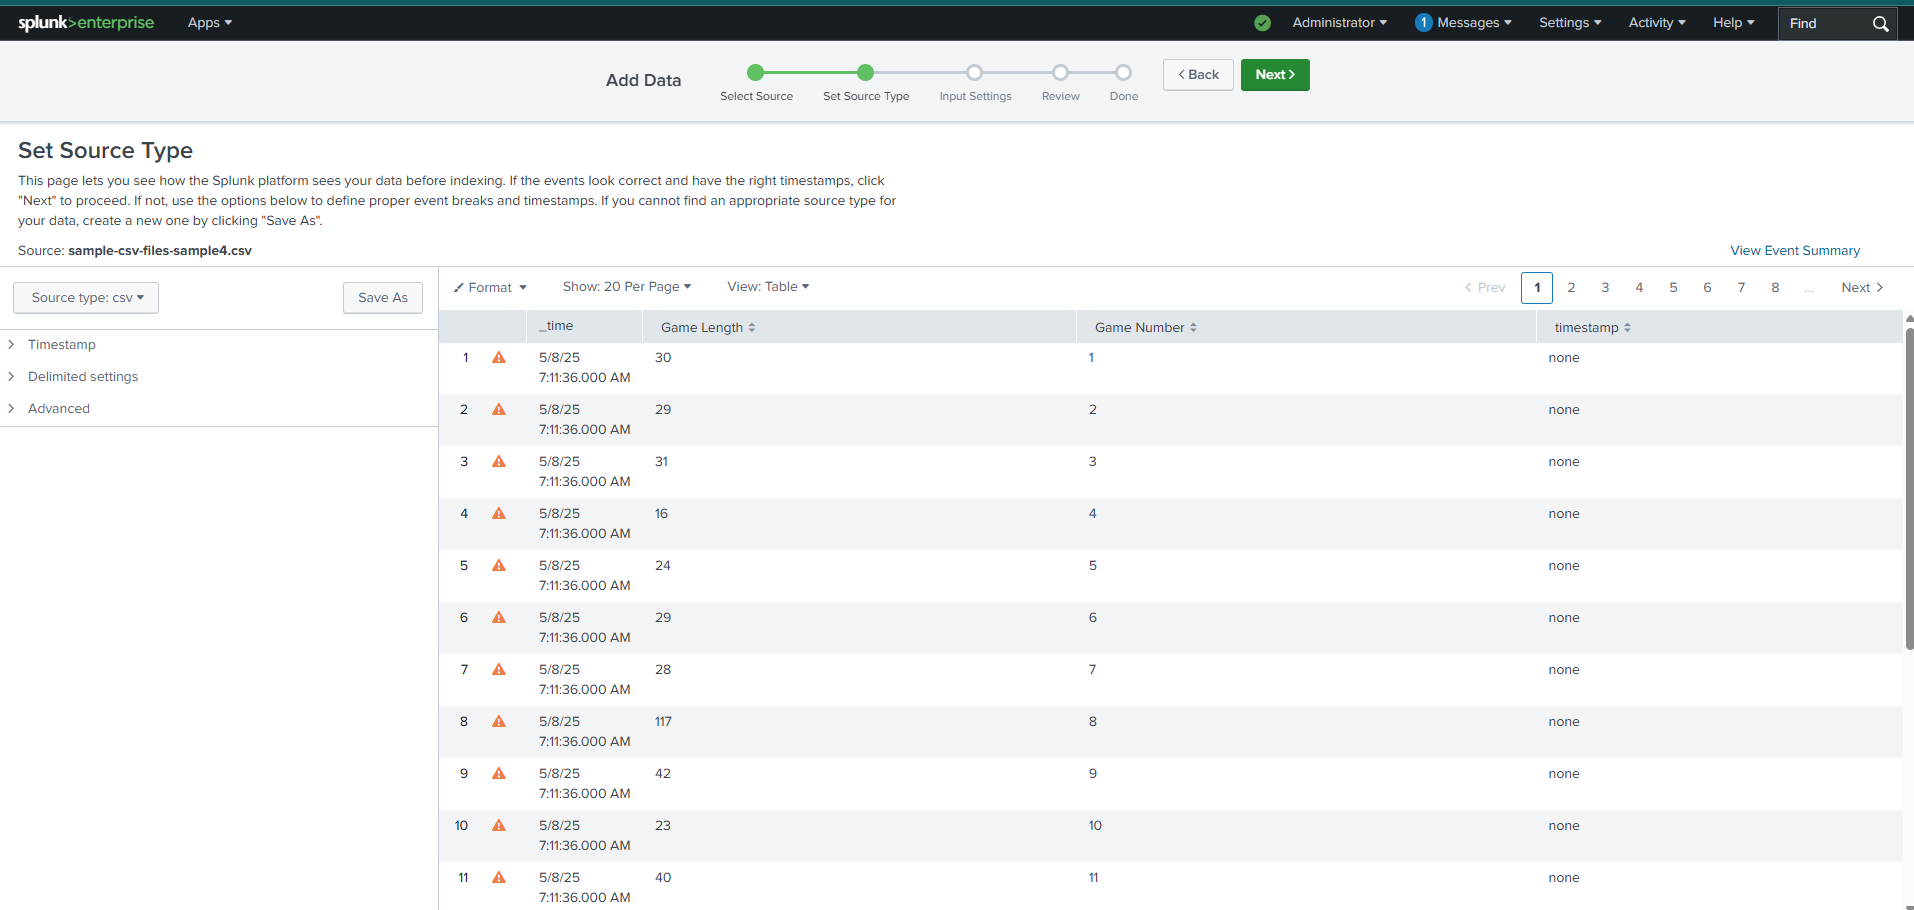 splunk>enterprise Apps Administrator 1 Messages Settings Activity Help Find
Add Data
Select Source Set Source Type Input Settings Review Done
Back Next
Set Source Type
This page lets you see how the Splunk platform sees your data before indexing. If the events look correct and have the right timestamps, click
"Next" to proceed. If not, use the options below to define proper event breaks and timestamps. If you cannot find an appropriate source type for
your data, create a new one by clicking "Save As".
Source: sample-csv-files-sample4.csv
View Event Summary
Source type: csv Save As
Timestamp
Delimited settings
Advanced
Format Show: 20 Per Page View: Table Prev 1 2 3 4 5 6 7 8 ... Next
_time Game Length Game Number timestamp
1 5/8/25 30 1 none
7:11:36.000 AM
2 5/8/25 29 2 none
7:11:36.000 AM
3 5/8/25 31 3 none
7:11:36.000 AM
4 5/8/25 16 4 none
7:11:36.000 AM
5 5/8/25 24 5 none
7:11:36.000 AM
6 5/8/25 29 6 none
7:11:36.000 AM
7 5/8/25 28 7 none
7:11:36.000 AM
8 5/8/25 117 8 none
7:11:36.000 AM
9 5/8/25 42 9 none
7:11:36.000 AM
10 5/8/25 23 10 none
7:11:36.000 AM
11 5/8/25 40 11 none
7:11:36.000 AM